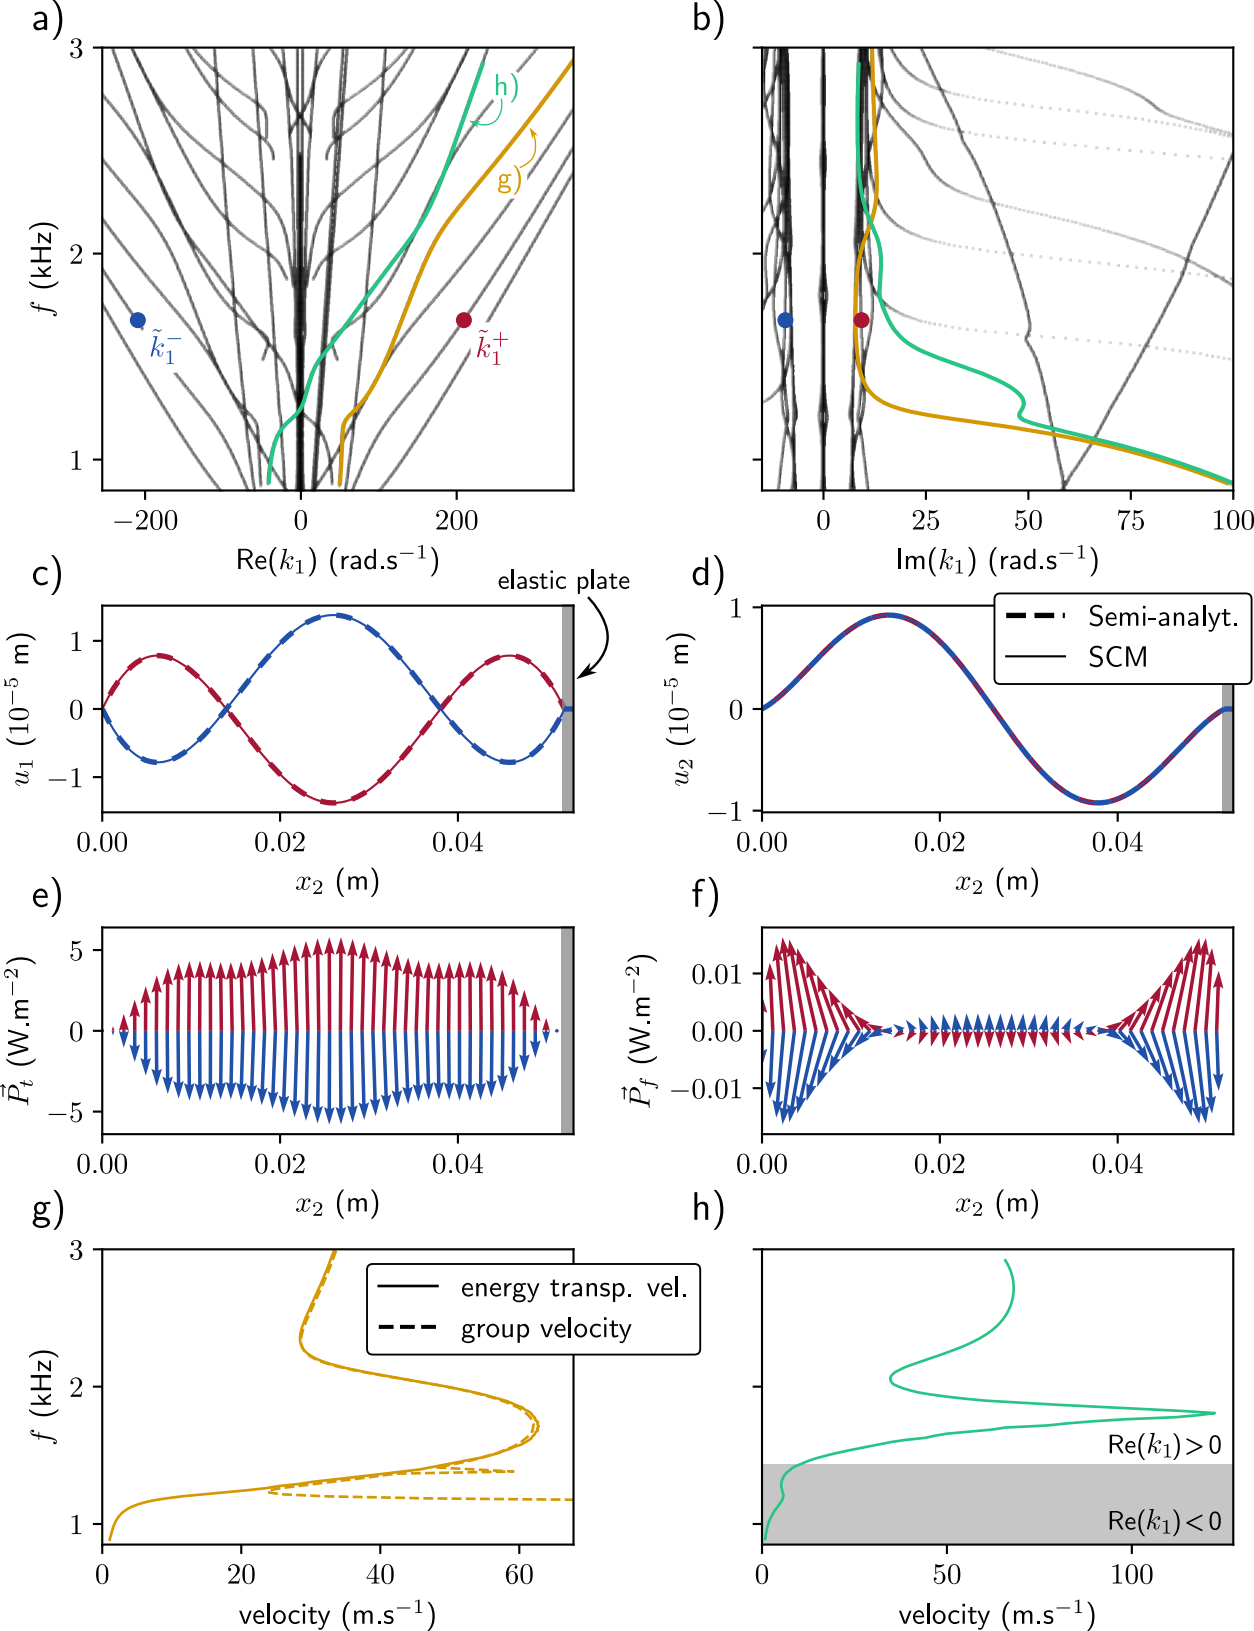 a)
b)
3
2
1
f (kHz)
h)
g)
k̃₁⁻
k̃₁⁺
−200
0
200
Re(k₁) (rad.s⁻¹)
0
25
50
75
100
Im(k₁) (rad.s⁻¹)
c)
elastic plate
d)
1
0
−1
u₁ (10⁻⁵ m)
0.00
0.02
0.04
x₂ (m)
1
0
−1
u₂ (10⁻⁵ m)
Semi-analyt.
SCM
0.00
0.02
0.04
x₂ (m)
e)
f)
5
0
−5
P⃗ₜ (W.m⁻²)
0.00
0.02
0.04
x₂ (m)
0.01
0.00
−0.01
P⃗_f (W.m⁻²)
0.00
0.02
0.04
x₂ (m)
g)
h)
3
2
1
f (kHz)
energy transp. vel.
group velocity
0
20
40
60
velocity (m.s⁻¹)
Re(k₁)>0
Re(k₁)<0
0
50
100
velocity (m.s⁻¹)